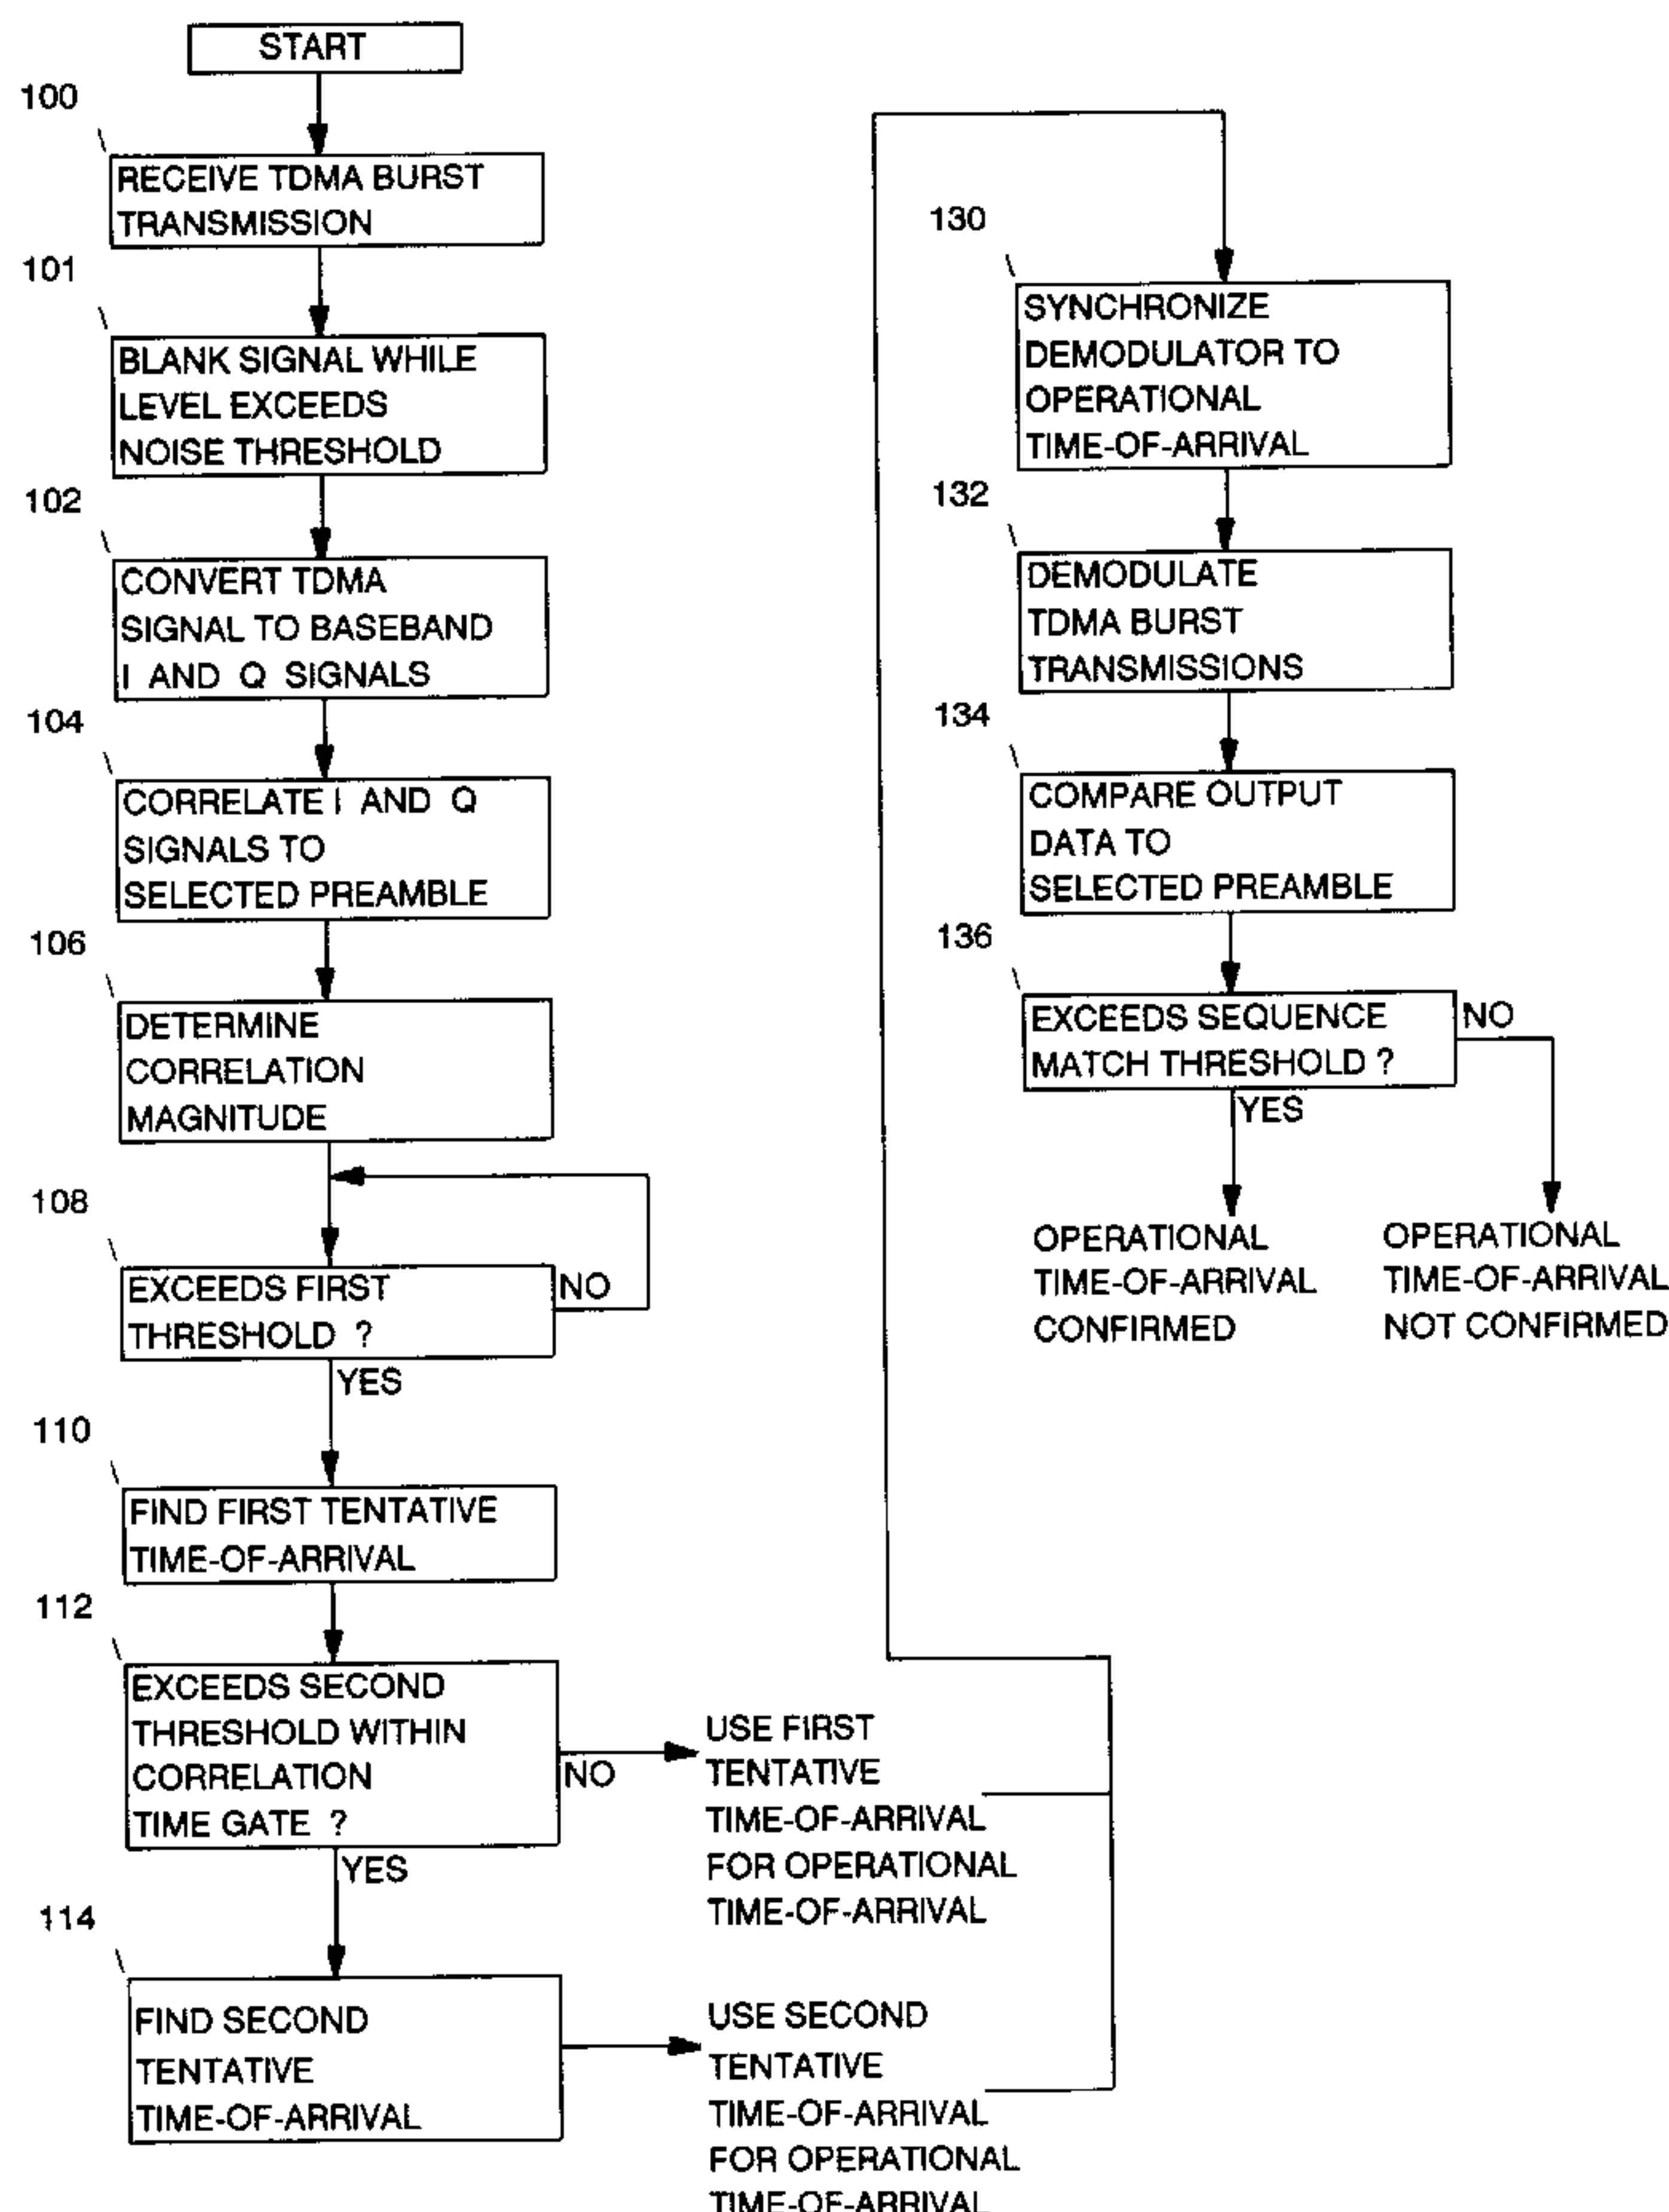 START
100
RECEIVE TDMA BURST
TRANSMISSION
101
BLANK SIGNAL WHILE
LEVEL EXCEEDS
NOISE THRESHOLD
102
CONVERT TDMA
SIGNAL TO BASEBAND
I AND Q SIGNALS
104
CORRELATE I AND Q
SIGNALS TO
SELECTED PREAMBLE
106
DETERMINE
CORRELATION
MAGNITUDE
108
EXCEEDS FIRST
THRESHOLD ?
NO
YES
110
FIND FIRST TENTATIVE
TIME-OF-ARRIVAL
112
EXCEEDS SECOND
THRESHOLD WITHIN
CORRELATION
TIME GATE ?
NO
YES
USE FIRST
TENTATIVE
TIME-OF-ARRIVAL
FOR OPERATIONAL
TIME-OF-ARRIVAL
114
FIND SECOND
TENTATIVE
TIME-OF-ARRIVAL
USE SECOND
TENTATIVE
TIME-OF-ARRIVAL
FOR OPERATIONAL
TIME-OF-ARRIVAL
130
SYNCHRONIZE
DEMODULATOR TO
OPERATIONAL
TIME-OF-ARRIVAL
132
DEMODULATE
TDMA BURST
TRANSMISSIONS
134
COMPARE OUTPUT
DATA TO
SELECTED PREAMBLE
136
EXCEEDS SEQUENCE
MATCH THRESHOLD ?
NO
YES
OPERATIONAL
TIME-OF-ARRIVAL
CONFIRMED
OPERATIONAL
TIME-OF-ARRIVAL
NOT CONFIRMED